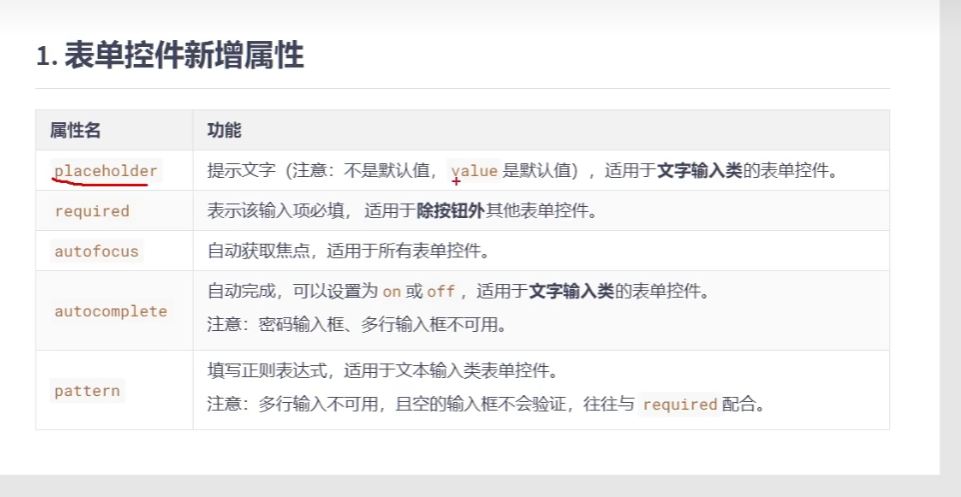 1. 表单控件新增属性
属性名 功能
placeholder 提示文字（注意：不是默认值， value 是默认值），适用于文字输入类的表单控件。
required 表示该输入项必填， 适用于除按钮外其他表单控件。
autofocus 自动获取焦点，适用于所有表单控件。
autocomplete 自动完成，可以设置为 on 或 off ，适用于文字输入类的表单控件。
注意：密码输入框、多行输入框不可用。
pattern 填写正则表达式，适用于文本输入类表单控件。
注意：多行输入不可用，且空的输入框不会验证，往往与 required 配合。